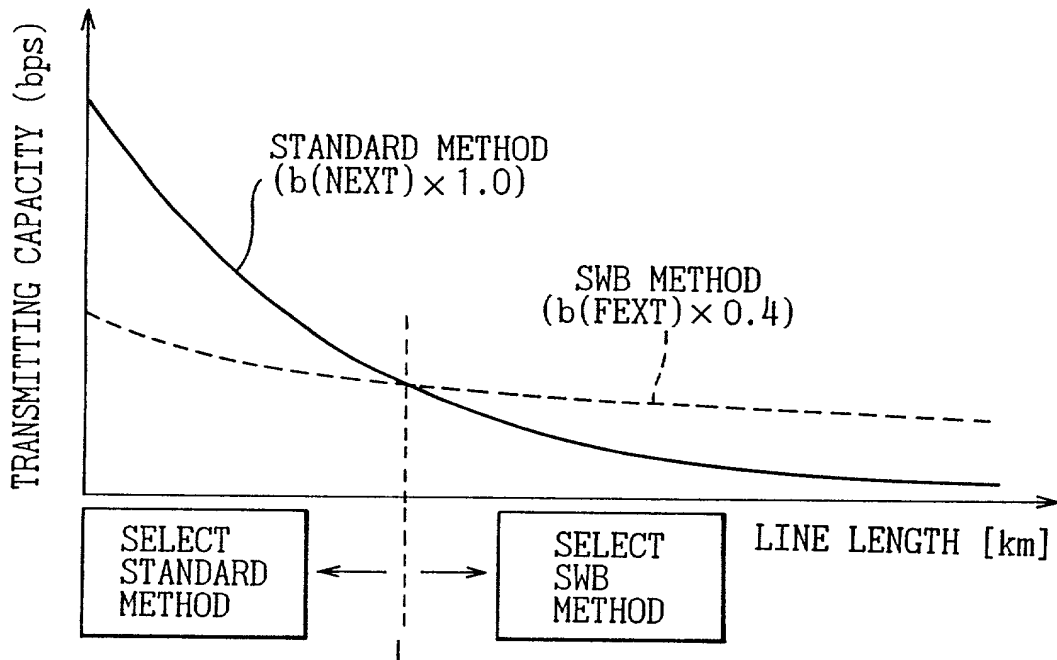 TRANSMITTING CAPACITY (bps)
STANDARD METHOD
(b(NEXT) × 1.0)
SWB METHOD
(b(FEXT) × 0.4)
LINE LENGTH [km]
SELECT
STANDARD
METHOD
SELECT
SWB
METHOD